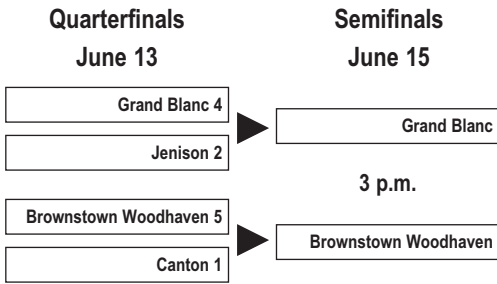 Quarterfinals
June 13
Grand Blanc 4
Jenison 2
Brownstown Woodhaven 5
Canton 1
Semifinals
June 15
Grand Blanc
3 p.m.
Brownstown Woodhaven